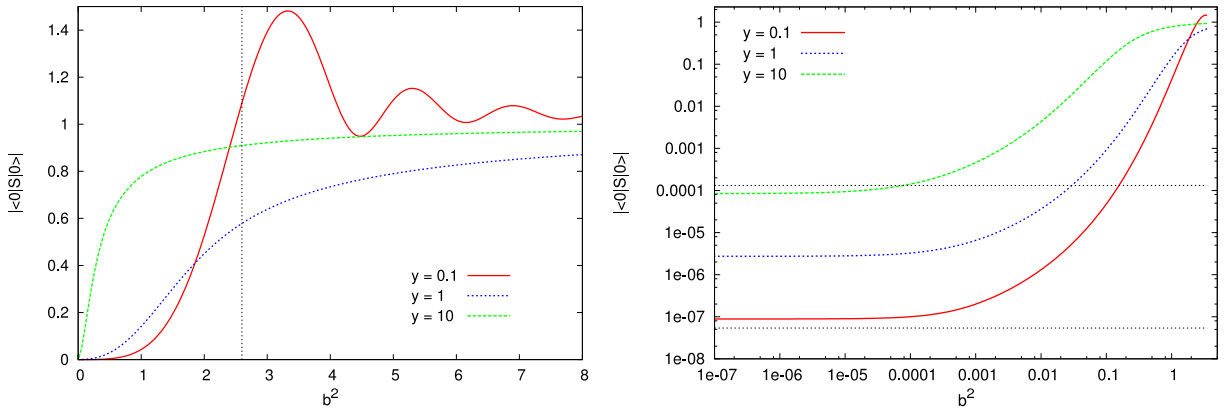 1.4
1.2
1
0.8
0.6
0.4
0.2
0
|<0|S|0>|
y = 0.1
y = 1
y = 10
0 1 2 3 4 5 6 7 8
b²
1
0.1
0.01
0.001
0.0001
1e-05
1e-06
1e-07
1e-08
|<0|S|0>|
y = 0.1
y = 1
y = 10
1e-07 1e-06 1e-05 0.0001 0.001 0.01 0.1 1
b²